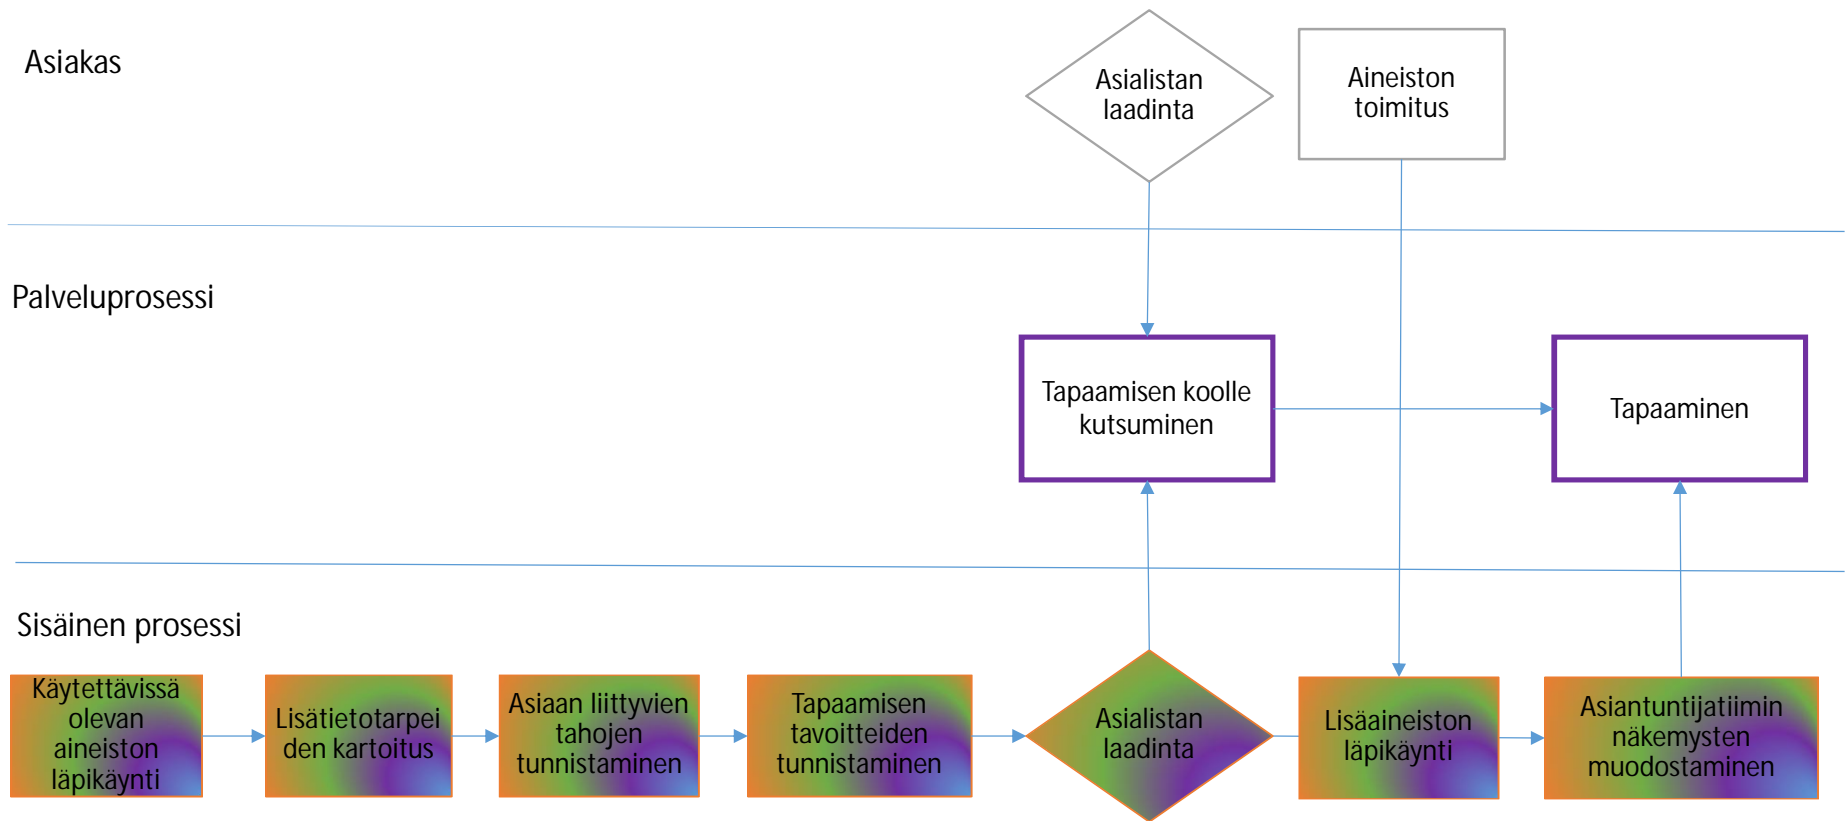 Asiakas
Asialistan
laadinta
Aineiston
toimitus
Palveluprosessi
Tapaamisen koolle
kutsuminen
Tapaaminen
Sisäinen prosessi
Käytettävissä
olevan
aineiston
läpikäynti
Lisätietotarpei
den kartoitus
Asiaan liittyvien
tahojen
tunnistaminen
Tapaamisen
tavoitteiden
tunnistaminen
Asialistan
laadinta
Lisäaineiston
läpikäynti
Asiantuntijatiimin
näkemysten
muodostaminen